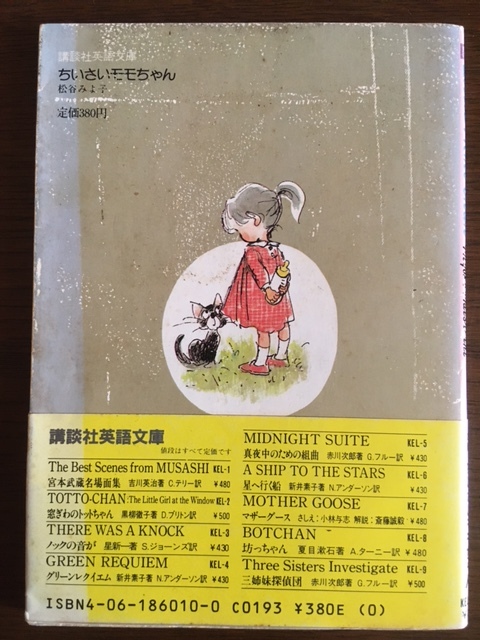 講談社英語文庫
ちいさいモモちゃん
松谷みよ子
定価380円
講談社英語文庫
値段はすべて定価です
The Best Scenes from MUSASHI KEL-1
宮本武蔵名場面集 吉川英治著 C.テリー訳 ¥480
TOTTO-CHAN:The Little Girl at the Window KEL-2
窓ぎわのトットちゃん 黒柳徹子著 D.ブリトン訳 ¥500
THERE WAS A KNOCK KEL-3
ノックの音が 星新一著 S.ジョーンズ訳 ¥430
GREEN REQUIEM KEL-4
グリーンレクイエム 新井素子著 N.アンダーソン訳 ¥430
MIDNIGHT SUITE KEL-5
真夜中のための組曲 赤川次郎著 G.フルー訳 ¥430
A SHIP TO THE STARS KEL-6
星へ行く船 新井素子著 N.アンダーソン訳 ¥430
MOTHER GOOSE KEL-7
マザーグース さしえ:小林与志 解説:斎藤誠毅 ¥480
BOTCHAN KEL-8
坊っちゃん 夏目漱石著 A.ターニー訳 ¥480
Three Sisters Investigate KEL-9
三姉妹探偵団 赤川次郎著 G.フルー訳 ¥500
ISBN4-06-186010-0 C0193 ¥380E (0)